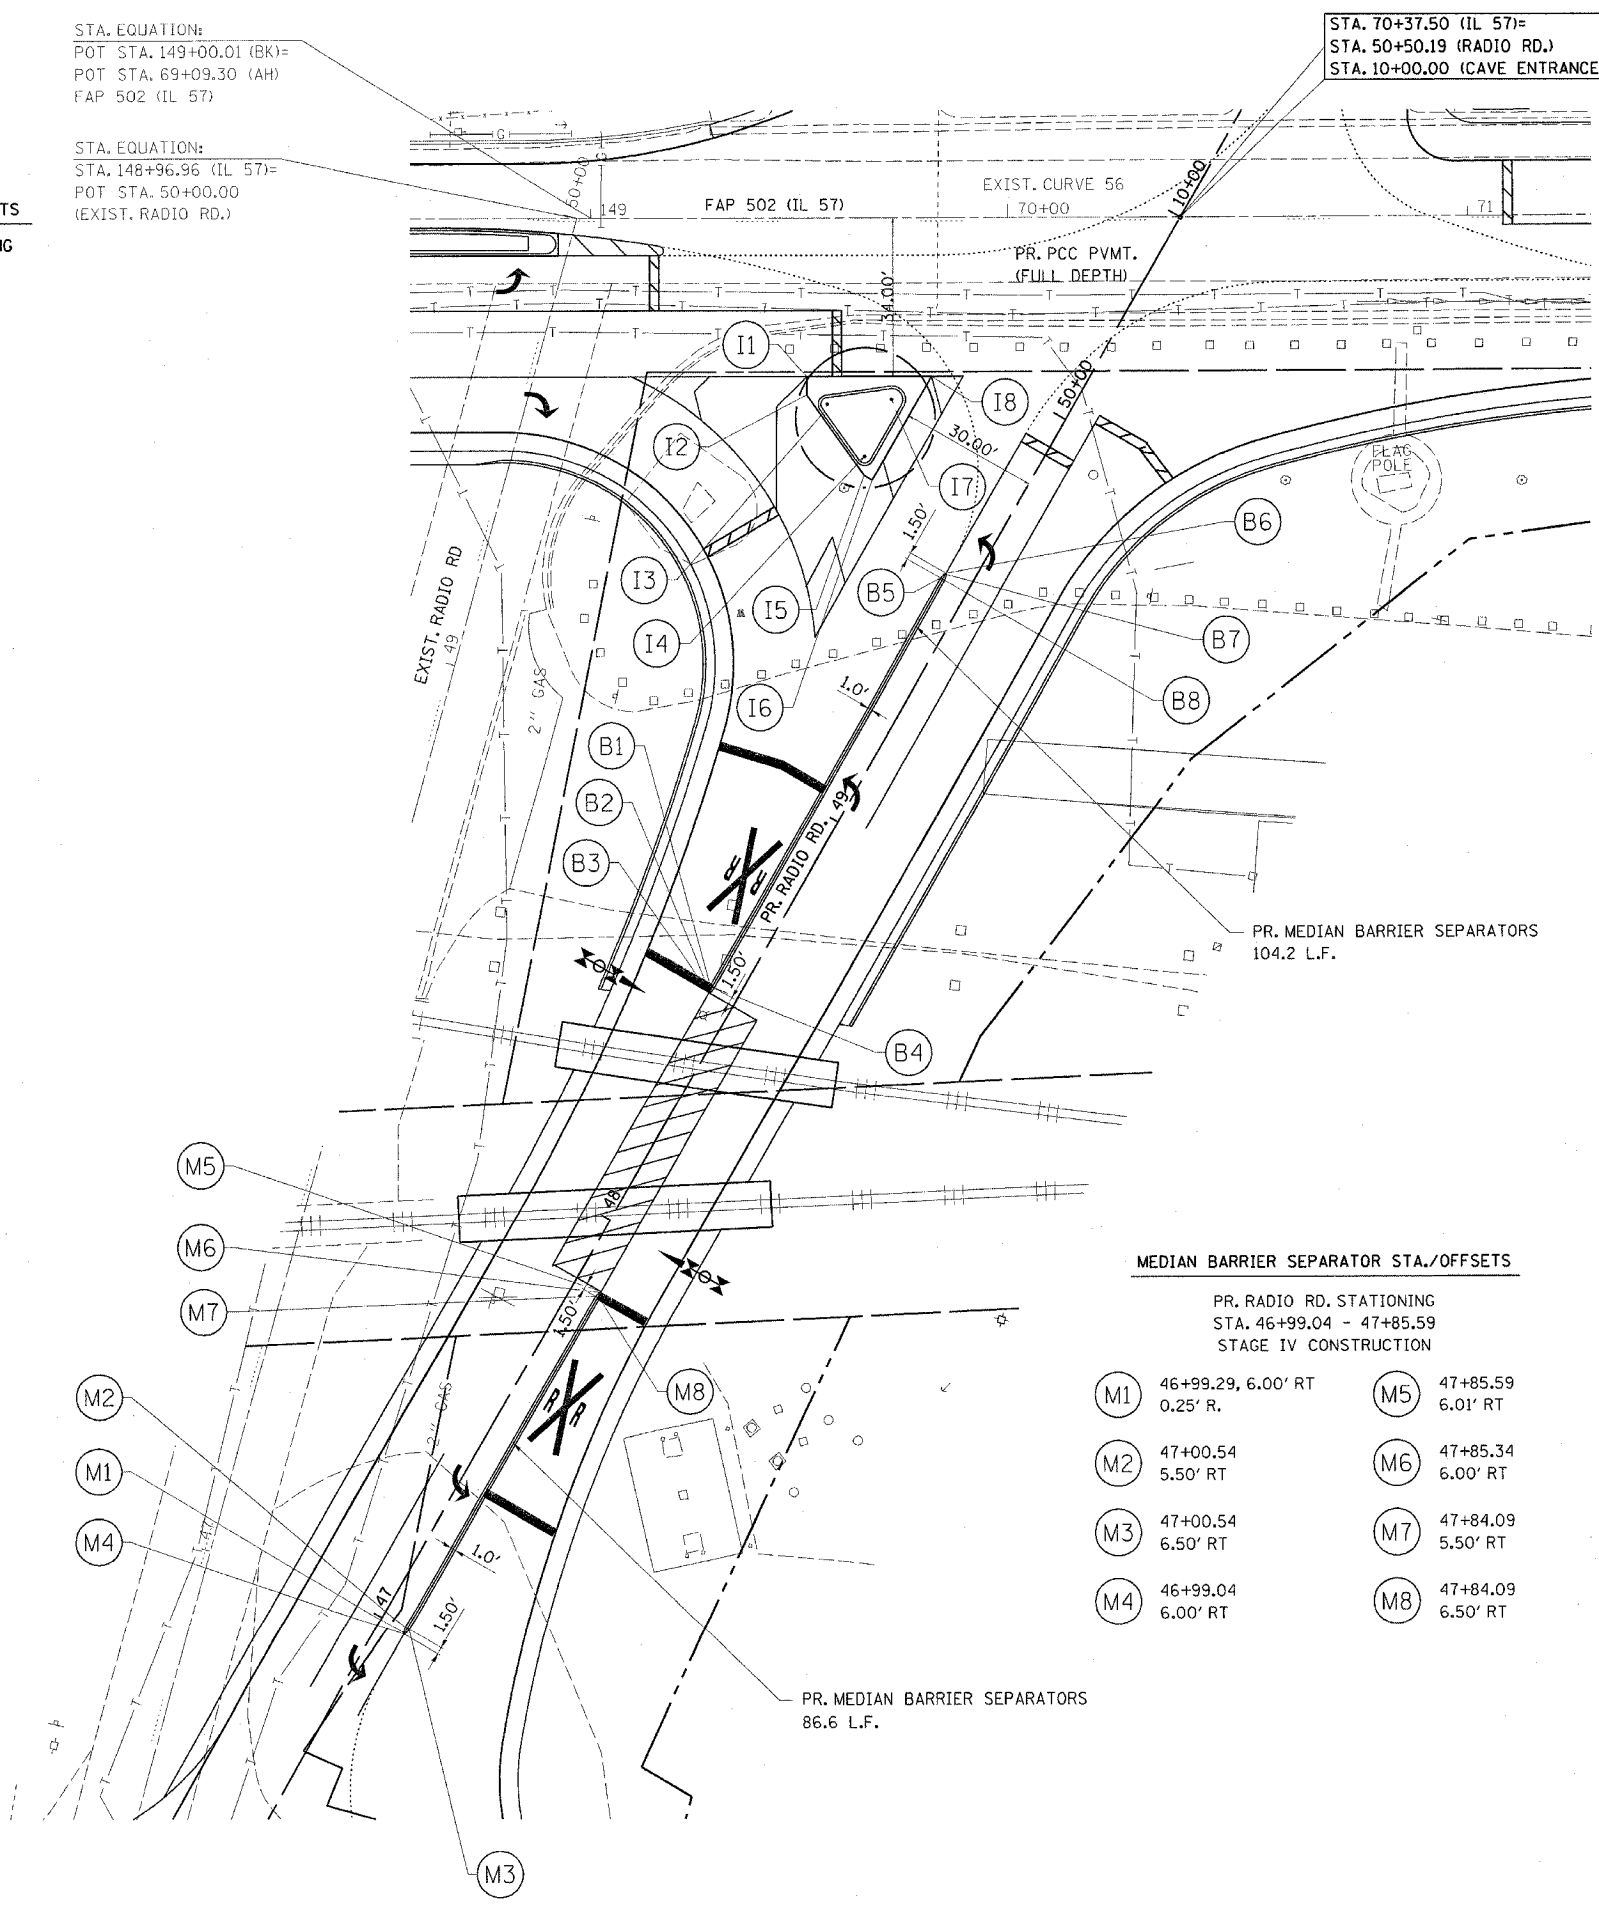 STA. EQUATION:
POT STA. 149+00.01 (BK)=
POT STA. 69+09.30 (AH)
FAP 502 (IL 57)
STA. EQUATION:
STA. 148+96.96 (IL 57)=
POT STA. 50+00.00
(EXIST. RADIO RD.)
TS
NG
STA. 70+37.50 (IL 57)=
STA. 50+50.19 (RADIO RD.)
STA. 10+00.00 (CAVE ENTRANCE
G
50+00
149
FAP 502 (IL 57)
EXIST. CURVE 56
70+00
10+00
71
PR. PCC PVMT.
(FULL DEPTH)
34.00'
I1
I8
50+00
I2
30.00'
FLAG
POLE
I7
1.50'
B6
EXIST. RADIO RD
49
I3
B5
I5
I4
B7
2" GAS
1.0'
B8
I6
B1
B2
49
B3
R R
PR. RADIO RD.
PR. MEDIAN BARRIER SEPARATORS
104.2 L.F.
1.50'
B4
M5
48
M6
M7
1.50'
M8
M2
2" GAS
R R
M1
M4
47
1.0'
47
1.50'
MEDIAN BARRIER SEPARATOR STA./OFFSETS
PR. RADIO RD. STATIONING
STA. 46+99.04 - 47+85.59
STAGE IV CONSTRUCTION
M1 46+99.29, 6.00' RT
0.25' R.
M5 47+85.59
6.01' RT
M2 47+00.54
5.50' RT
M6 47+85.34
6.00' RT
M3 47+00.54
6.50' RT
M7 47+84.09
5.50' RT
M4 46+99.04
6.00' RT
M8 47+84.09
6.50' RT
PR. MEDIAN BARRIER SEPARATORS
86.6 L.F.
M3